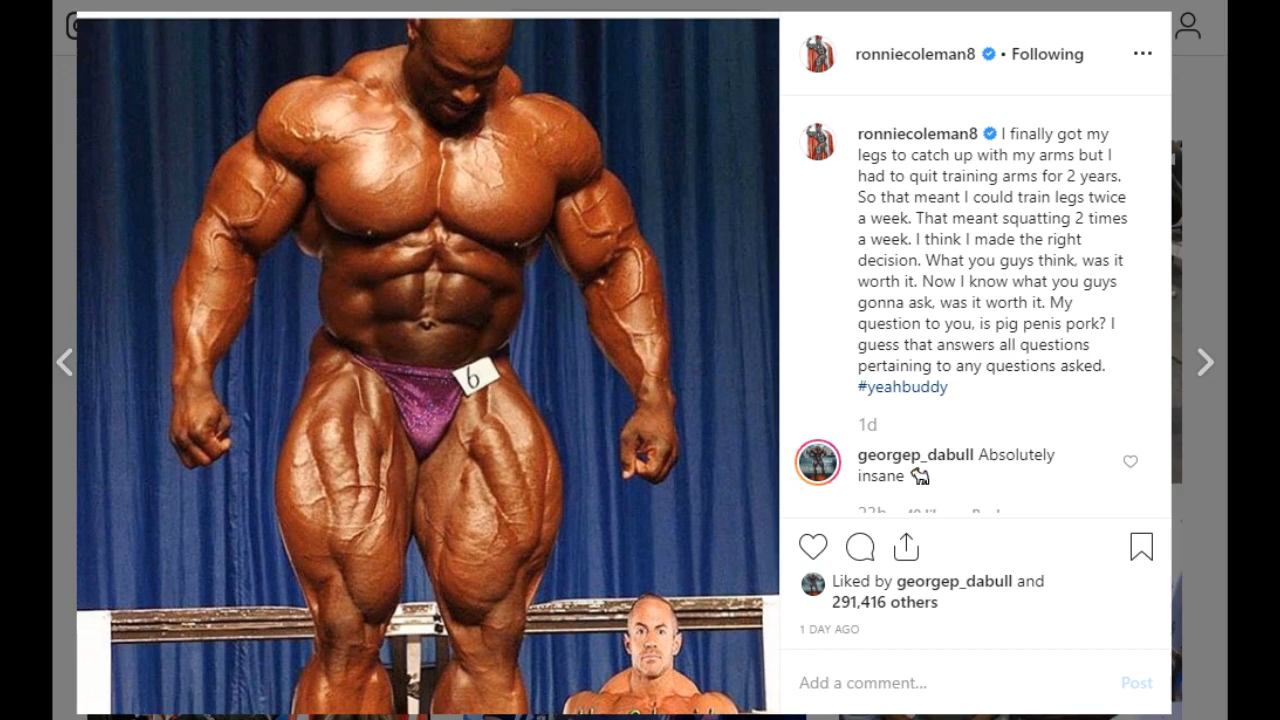 ronniecoleman8 • Following
ronniecoleman8 I finally got my
legs to catch up with my arms but I
had to quit training arms for 2 years.
So that meant I could train legs twice
a week. That meant squatting 2 times
a week. I think I made the right
decision. What you guys think, was it
worth it. Now I know what you guys
gonna ask, was it worth it. My
question to you, is pig penis pork? I
guess that answers all questions
pertaining to any questions asked.
#yeahbuddy
1d
georgep_dabull Absolutely
insane
6
Liked by georgep_dabull and
291,416 others
1 DAY AGO
Add a comment...
Post